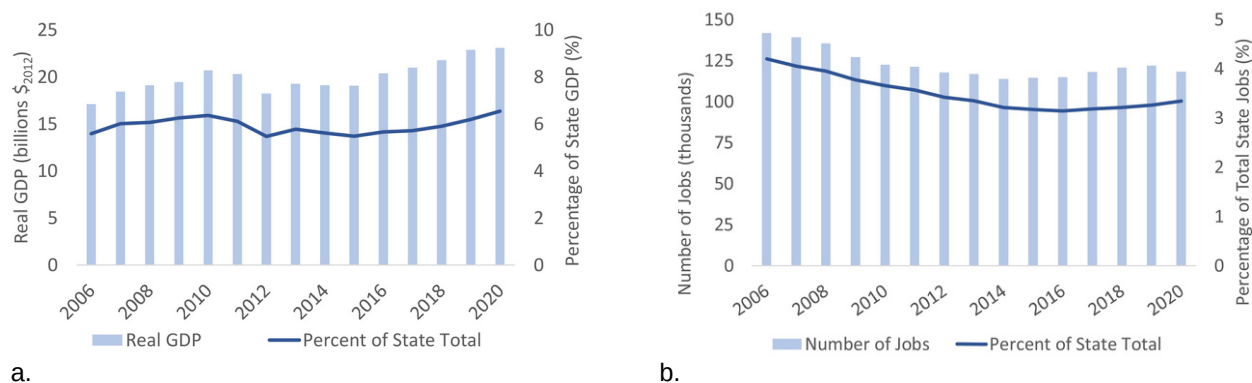 Real GDP (billions $2012)
25
20
15
10
5
0
10
8
6
4
2
0
Percentage of State GDP (%)
2006 2008 2010 2012 2014 2016 2018 2020
Real GDP Percent of State Total
a.
Number of Jobs (thousands)
150
125
100
75
50
25
0
5
4
3
2
1
0
Percentage of Total State Jobs (%)
2006 2008 2010 2012 2014 2016 2018 2020
Number of Jobs Percent of State Total
b.